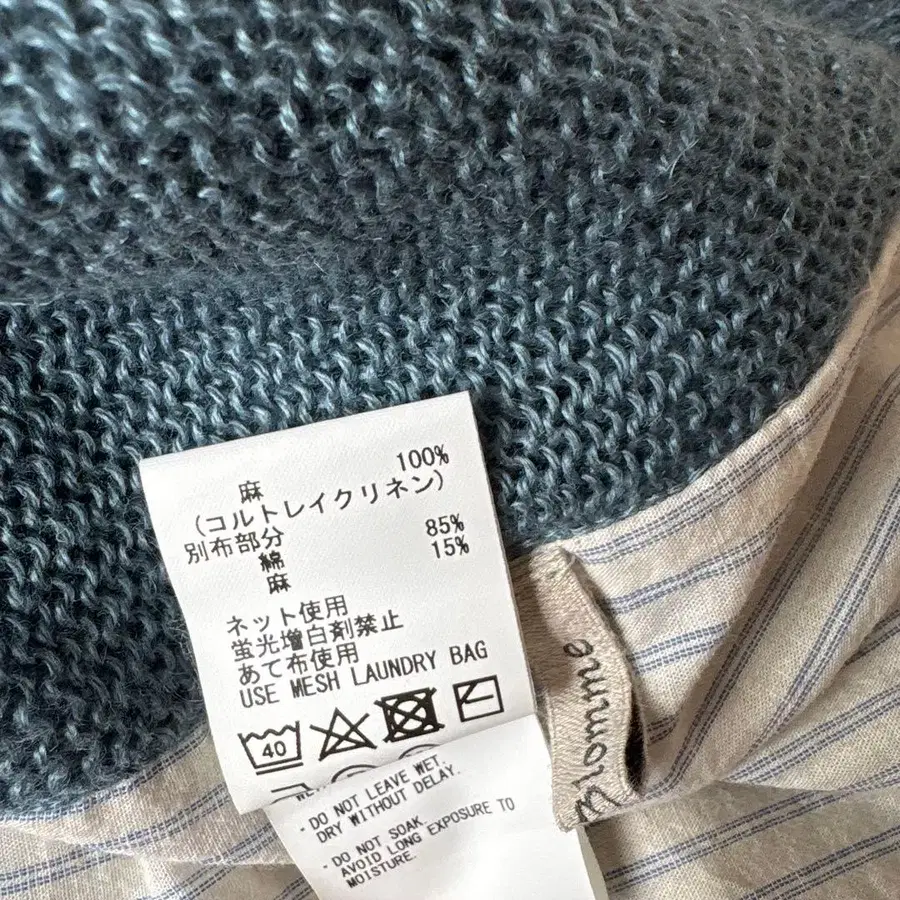 麻 100%
(コルトレイクリネン)
別布部分
綿 85%
麻 15%
ネット使用
蛍光増白剤禁止
あて布使用
USE MESH LAUNDRY BAG
40
- DO NOT LEAVE WET.
DRY WITHOUT DELAY.
- DO NOT SOAK.
AVOID LONG EXPOSURE TO
MOISTURE.